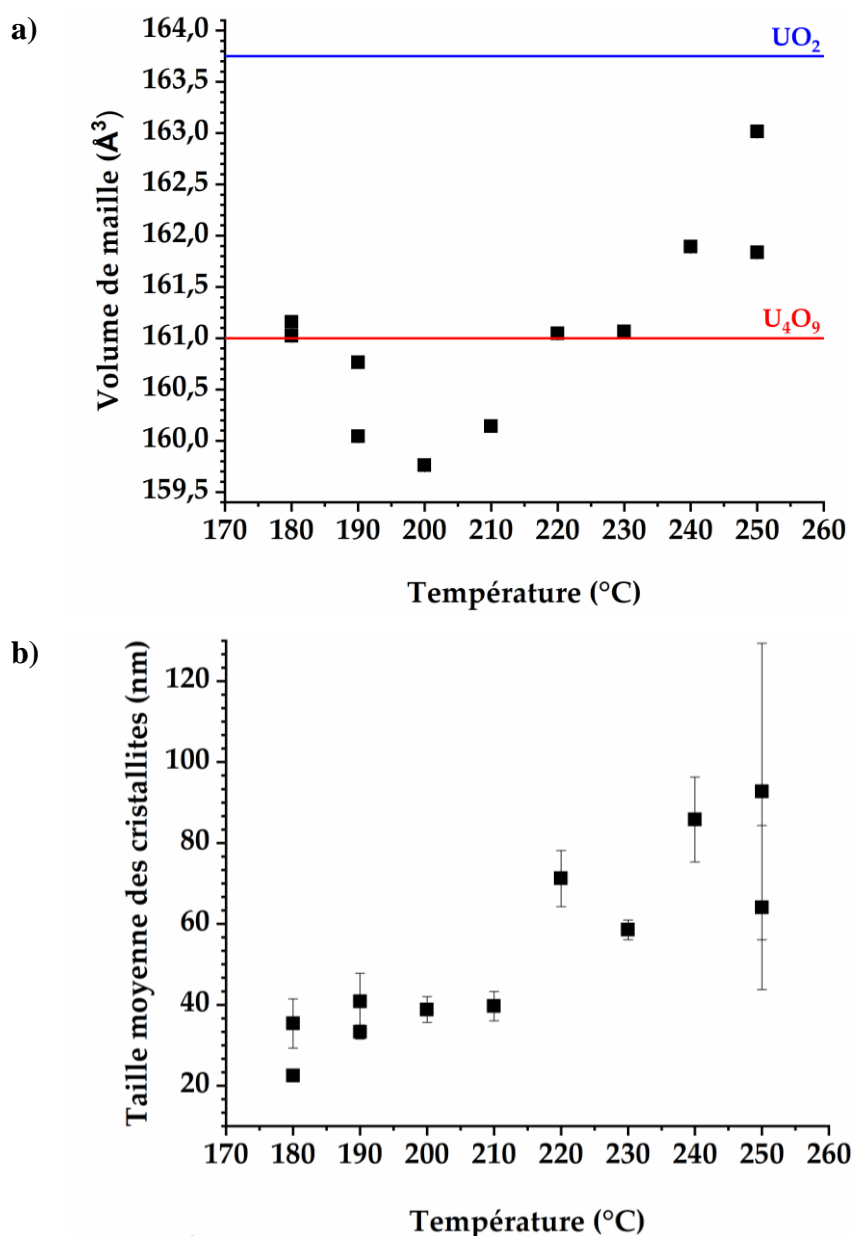 a)
Volume de maille (Å³)
164,0
163,5
163,0
162,5
162,0
161,5
161,0
160,5
160,0
159,5
UO₂
U₄O₉
170 180 190 200 210 220 230 240 250 260
Température (°C)
b)
Taille moyenne des cristallites (nm)
120
100
80
60
40
20
170 180 190 200 210 220 230 240 250 260
Température (°C)